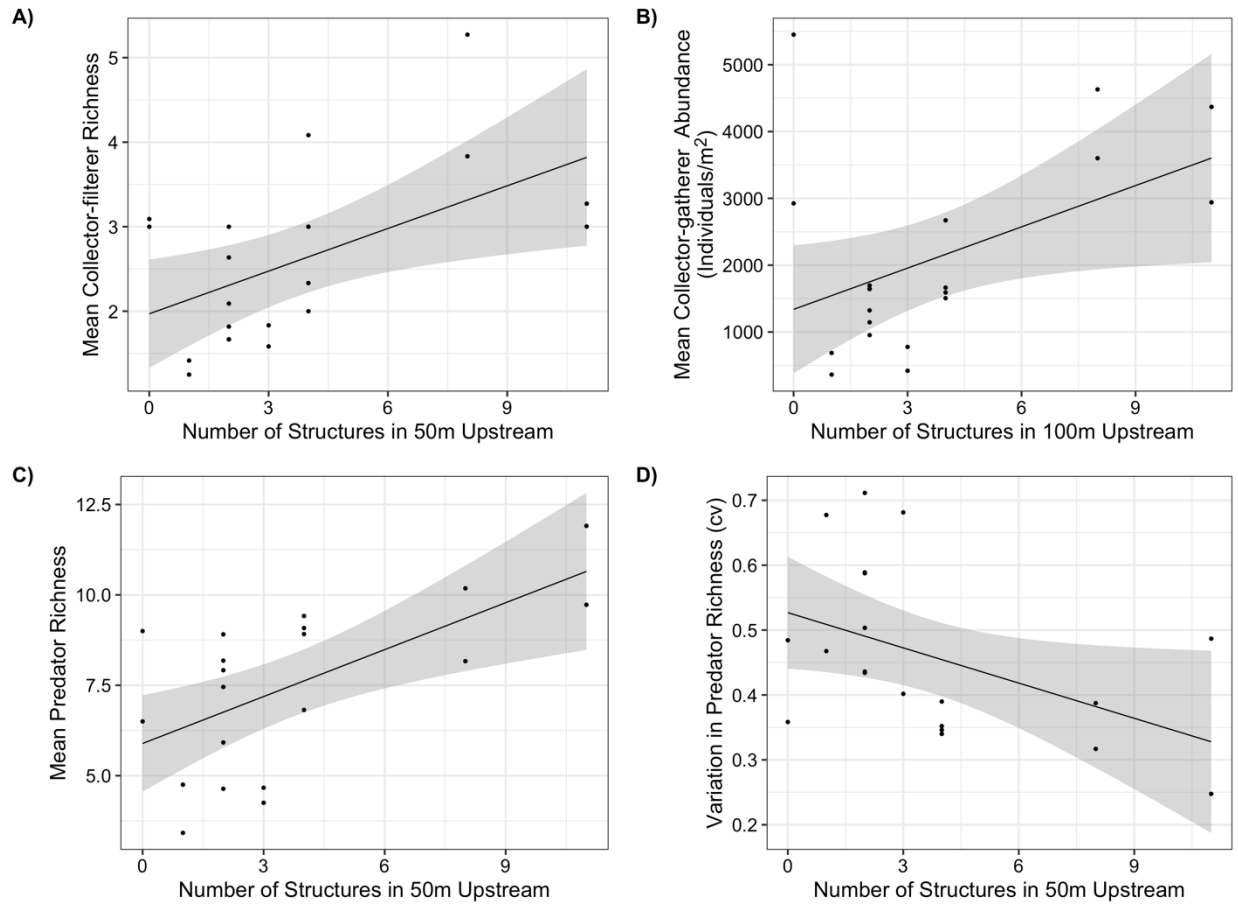 A)
Mean Collector-filterer Richness
5
4
3
2
0 3 6 9
Number of Structures in 50m Upstream
B)
Mean Collector-gatherer Abundance
(Individuals/m²)
5000
4000
3000
2000
1000
0 3 6 9
Number of Structures in 100m Upstream
C)
Mean Predator Richness
12.5
10.0
7.5
5.0
0 3 6 9
Number of Structures in 50m Upstream
D)
Variation in Predator Richness (cv)
0.7
0.6
0.5
0.4
0.3
0.2
0 3 6 9
Number of Structures in 50m Upstream